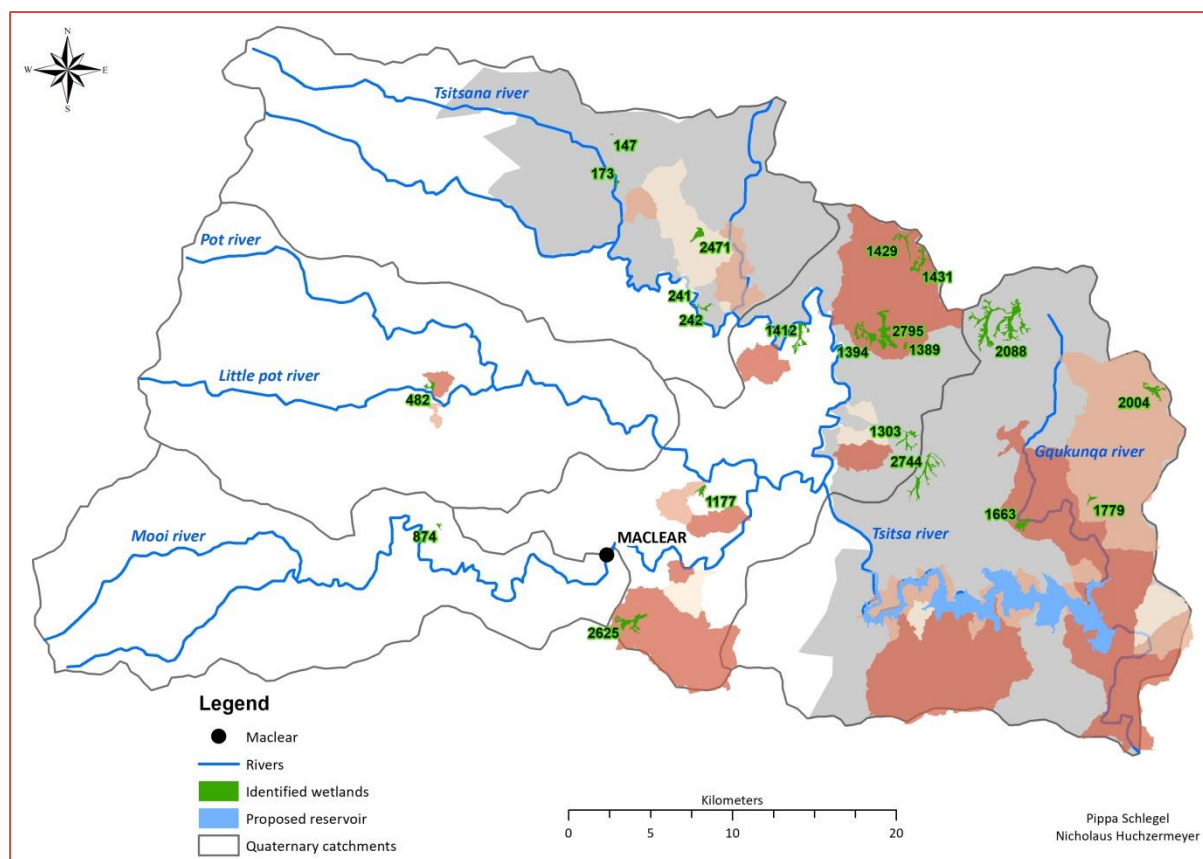 N
W E
S
Tsitsana river
147
173
Pot river
2471
1429
1431
241
242
1412
2795
1394
1389
2088
Little pot river
482
2004
1303
2744
Gqukunqa river
1177
1779
1663
Mooi river
874
MACLEAR
Tsitsa river
2625
Legend
Maclear
Rivers
Identified wetlands
Proposed reservoir
Quaternary catchments
Kilometers
0 5 10 20
Pippa Schlegel
Nicholaus Huchzermeyer